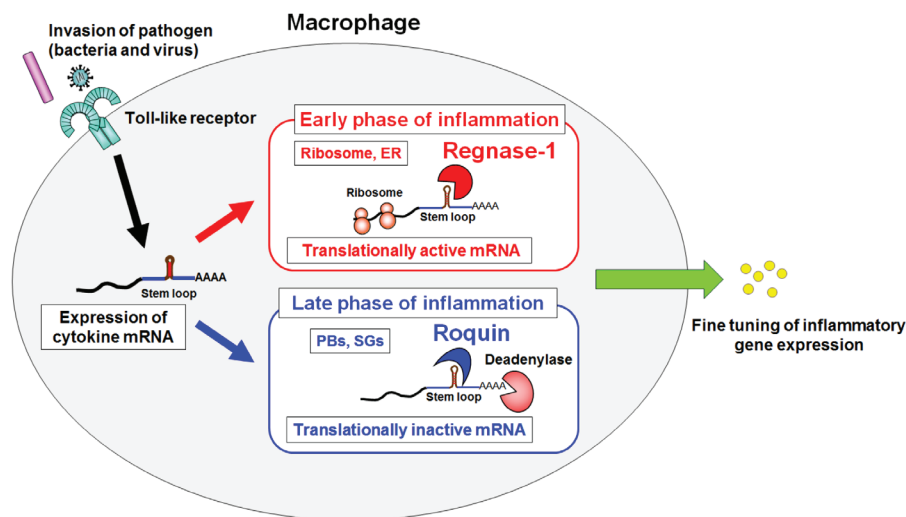 Macrophage
Invasion of pathogen
(bacteria and virus)
Toll-like receptor
Early phase of inflammation
Ribosome, ER
Regnase-1
Ribosome
AAAA
Stem loop
Translationally active mRNA
AAAA
Stem loop
Expression of
cytokine mRNA
Late phase of inflammation
PBs, SGs
Roquin
Deadenylase
AAAA
Stem loop
Translationally inactive mRNA
Fine tuning of inflammatory
gene expression